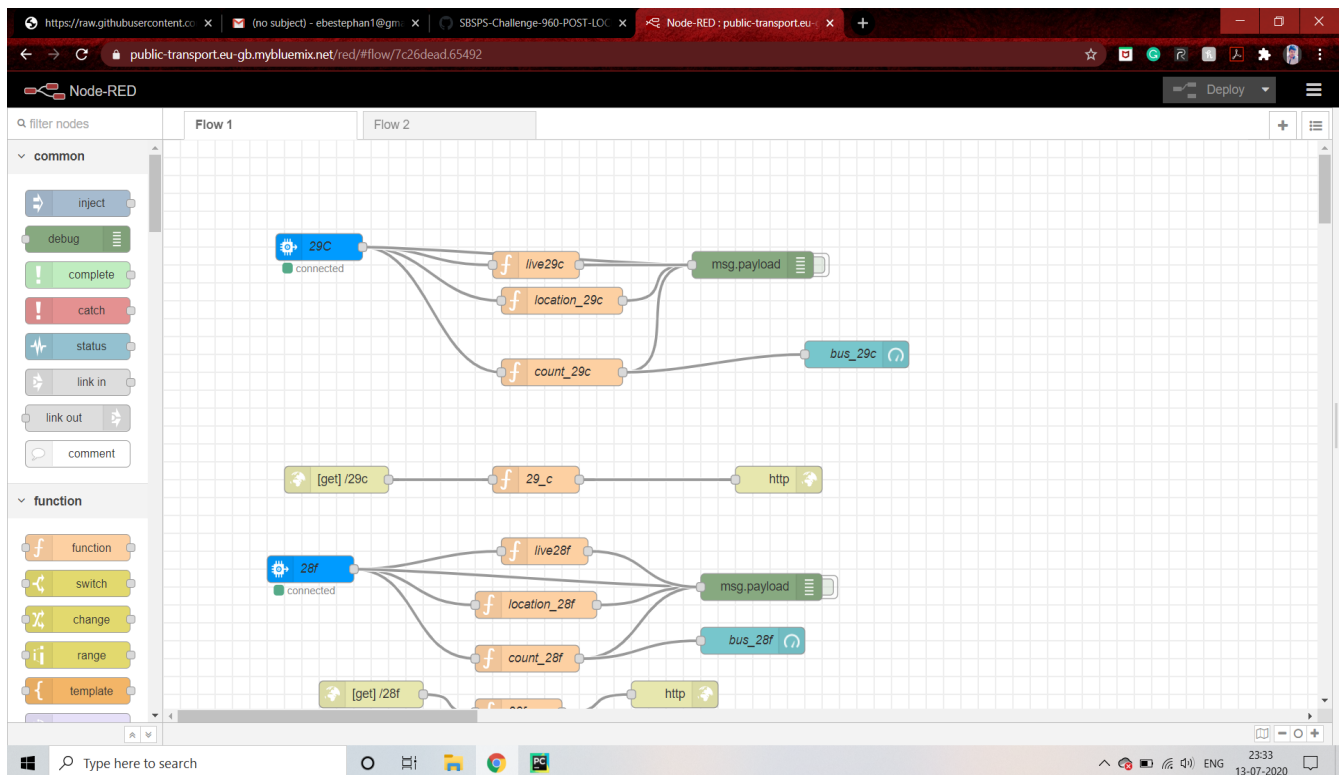 https://raw.githubusercontent.co
(no subject) - ebestephan1@gm
SBSPS-Challenge-960-POST-LOC
Node-RED : public-transport.eu-
public-transport.eu-gb.mybluemix.net/red/#flow/7c26dead.65492
Node-RED
Deploy
filter nodes
Flow 1
Flow 2
common
inject
debug
complete
catch
status
link in
link out
comment
function
function
switch
change
range
template
29C
connected
live29c
location_29c
count_29c
msg.payload
bus_29c
[get] /29c
29_c
http
28f
connected
live28f
location_28f
count_28f
msg.payload
bus_28f
[get] /28f
http
Type here to search
ENG
23:33
13-07-2020